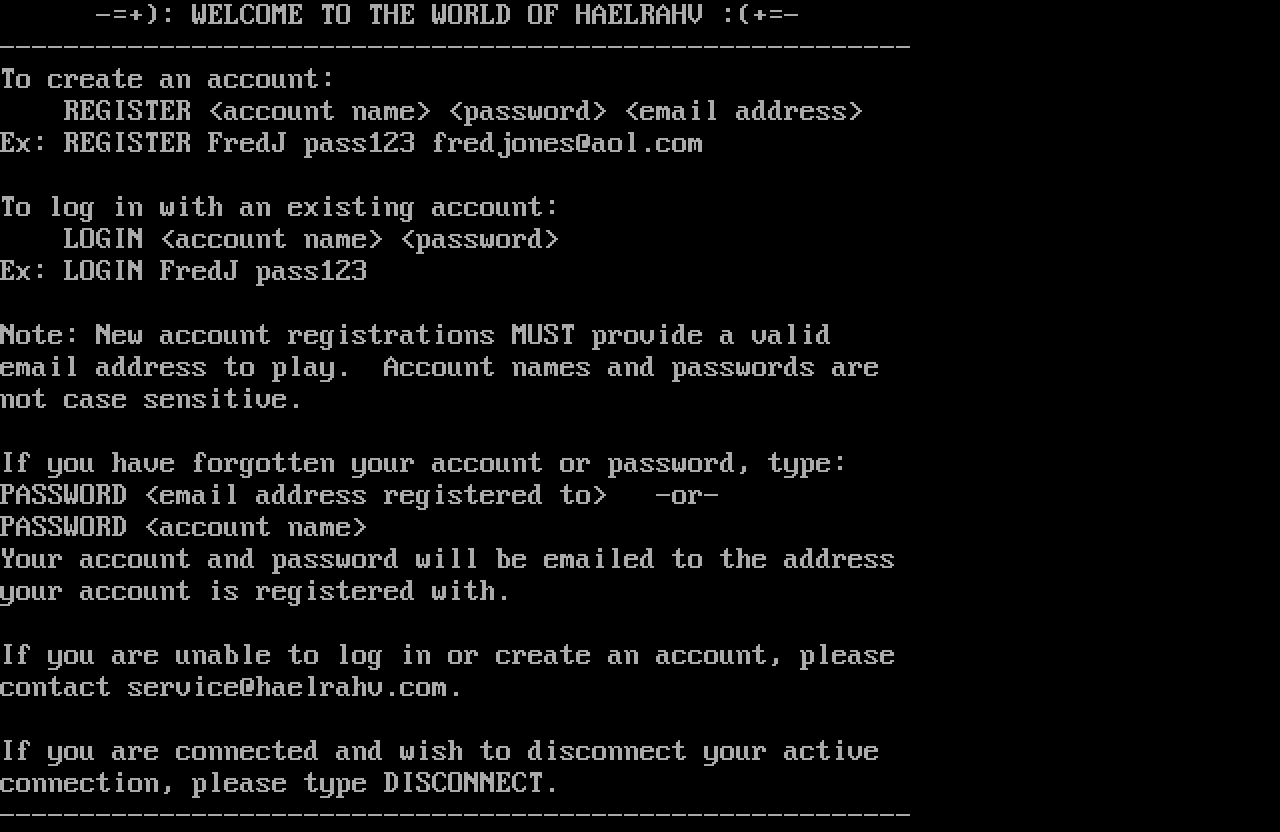 -=+): WELCOME TO THE WORLD OF HAELRAHV :(+=-
---------------------------------------------------------
To create an account:
    REGISTER <account name> <password> <email address>
Ex: REGISTER FredJ pass123 fredjones@aol.com
To log in with an existing account:
    LOGIN <account name> <password>
Ex: LOGIN FredJ pass123
Note: New account registrations MUST provide a valid
email address to play.  Account names and passwords are
not case sensitive.
If you have forgotten your account or password, type:
PASSWORD <email address registered to>   -or-
PASSWORD <account name>
Your account and password will be emailed to the address
your account is registered with.
If you are unable to log in or create an account, please
contact service@haelrahv.com.
If you are connected and wish to disconnect your active
connection, please type DISCONNECT.
---------------------------------------------------------